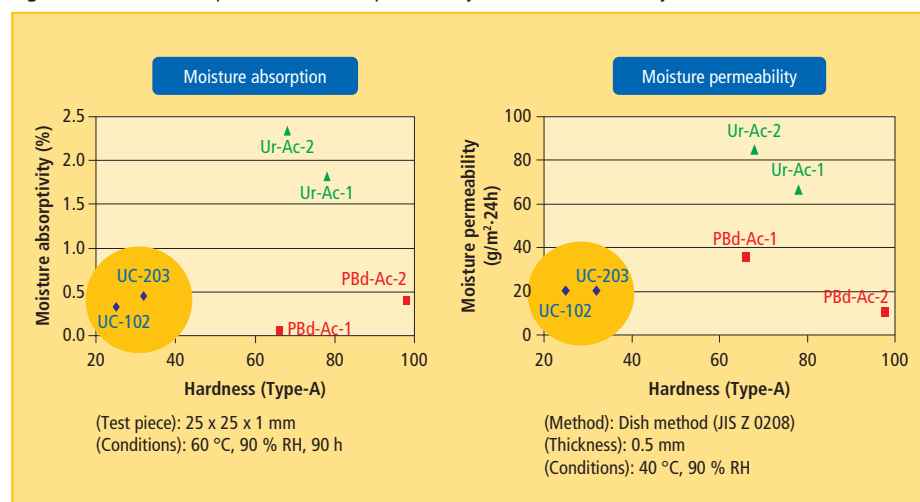 Moisture absorption
Moisture absorptivity (%)
2.5
2.0
1.5
1.0
0.5
0.0
Ur-Ac-2
Ur-Ac-1
UC-203
UC-102
PBd-Ac-2
PBd-Ac-1
20 40 60 80 100
Hardness (Type-A)
(Test piece): 25 x 25 x 1 mm
(Conditions): 60 °C, 90 % RH, 90 h
Moisture permeability
Moisture permeability
(g/m²·24h)
100
80
60
40
20
0
Ur-Ac-2
Ur-Ac-1
PBd-Ac-1
UC-203
UC-102
PBd-Ac-2
20 40 60 80 100
Hardness (Type-A)
(Method): Dish method (JIS Z 0208)
(Thickness): 0.5 mm
(Conditions): 40 °C, 90 % RH